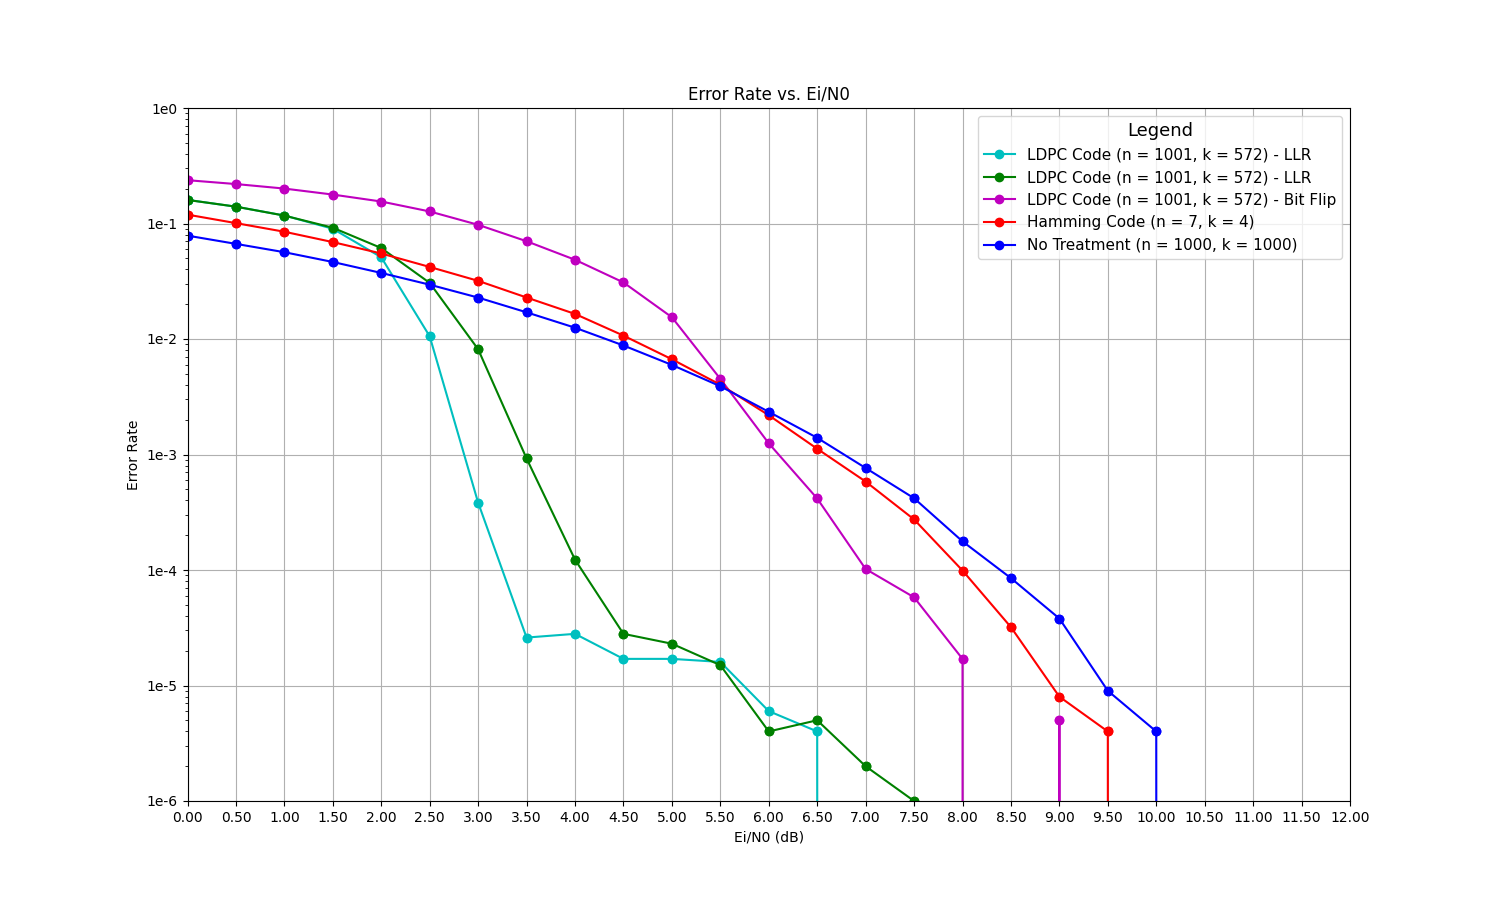 Error Rate vs. Ei/N0
Legend
LDPC Code (n = 1001, k = 572) - LLR
LDPC Code (n = 1001, k = 572) - LLR
LDPC Code (n = 1001, k = 572) - Bit Flip
Hamming Code (n = 7, k = 4)
No Treatment (n = 1000, k = 1000)
Error Rate
1e0
1e-1
1e-2
1e-3
1e-4
1e-5
1e-6
0.00 0.50 1.00 1.50 2.00 2.50 3.00 3.50 4.00 4.50 5.00 5.50 6.00 6.50 7.00 7.50 8.00 8.50 9.00 9.50 10.00 10.50 11.00 11.50 12.00
Ei/N0 (dB)